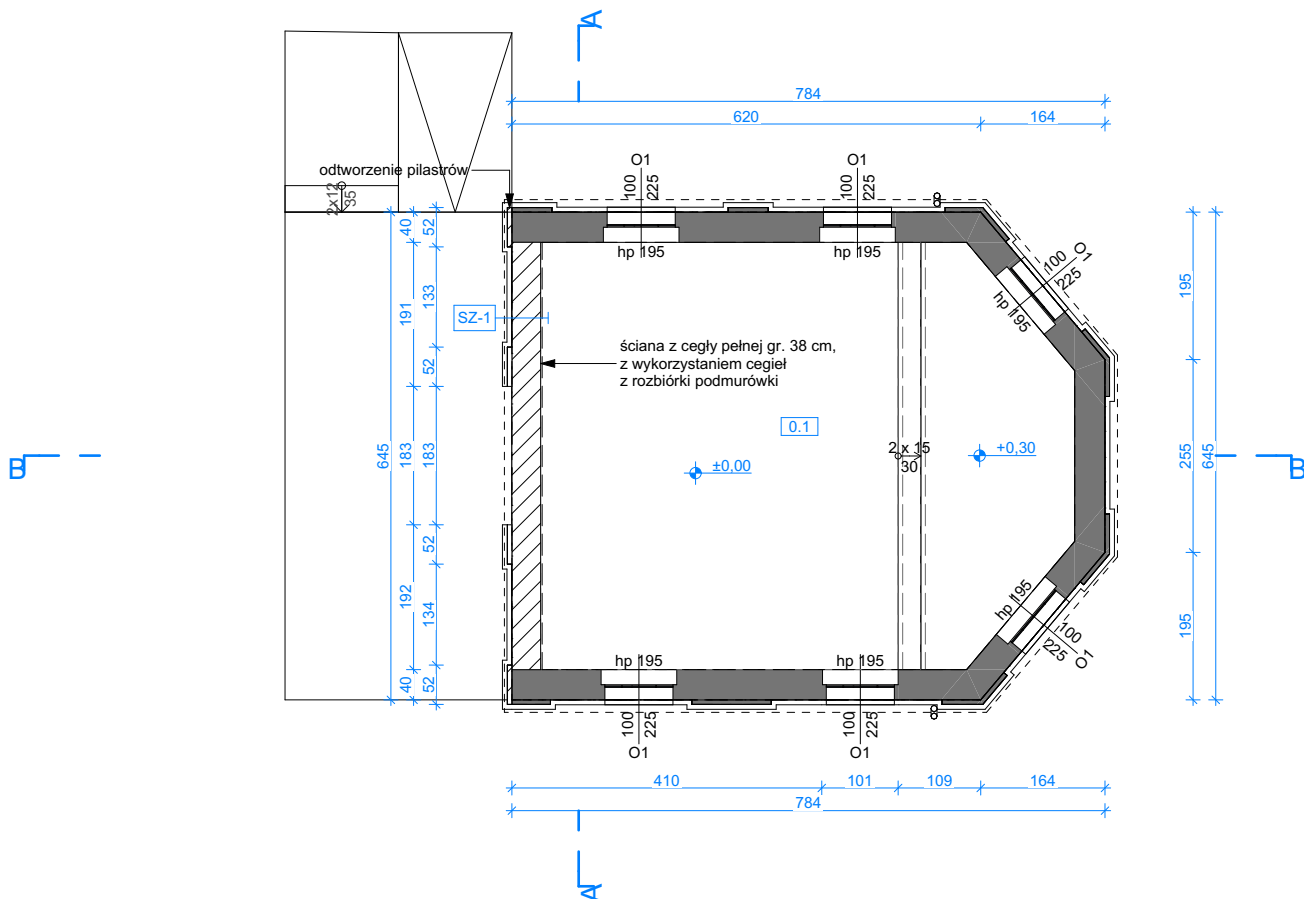 A
784
620
164
odtworzenie pilastrów
O1
100
225
O1
100
225
2x12
35
40
52
hp 195
hp 195
100
O1
225
hp 195
195
191
133
SZ-1
ściana z cegły pełnej gr. 38 cm,
z wykorzystaniem cegieł
z rozbiórki podmurówki
52
0.1
B
645
183
183
2 x 15
30
±0,00
+0,30
255
645
B
52
192
134
hp 195
100
225
O1
195
hp 195
hp 195
40
52
100
225
O1
100
225
O1
410
101
109
164
784
A